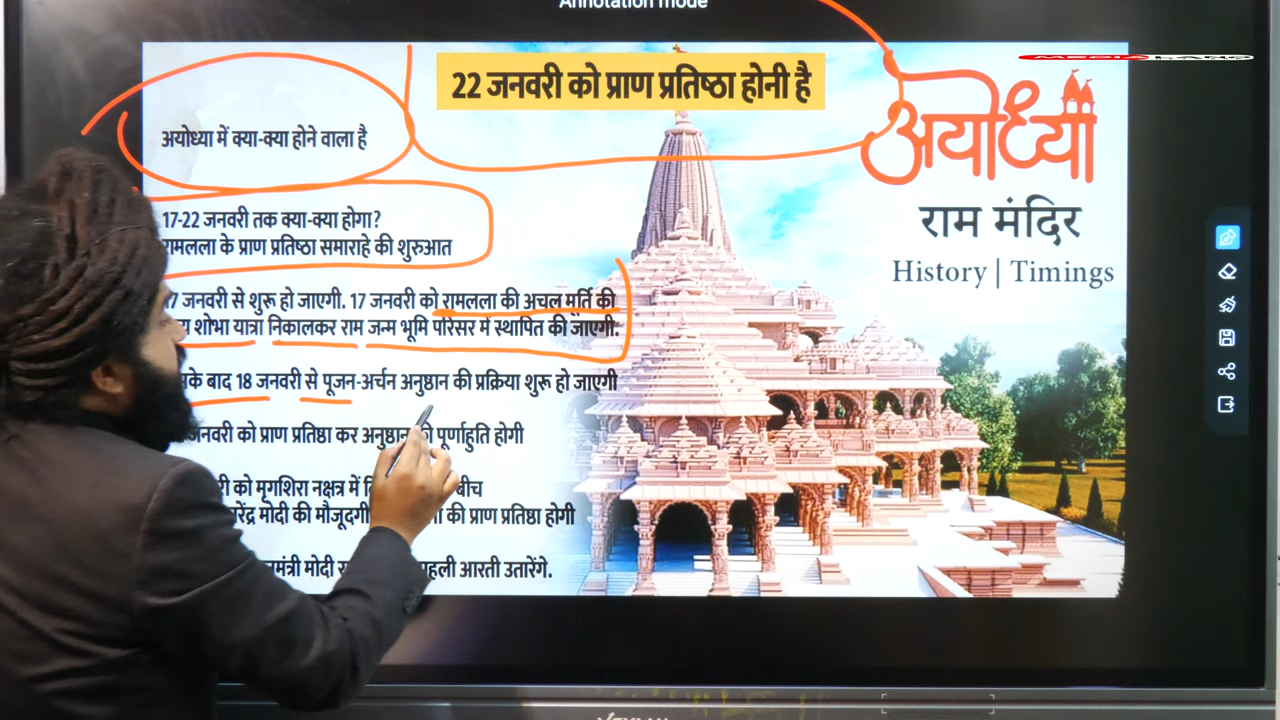 Annotation mode
22 जनवरी को प्राण प्रतिष्ठा होनी है
अयोध्या
राम मंदिर
History | Timings
अयोध्या में क्या-क्या होने वाला है
17-22 जनवरी तक क्या-क्या होगा?
रामलला के प्राण प्रतिष्ठा समाराहे की शुरुआत
जनवरी से शुरू हो जाएगी. 17 जनवरी को रामलला की अचल मूर्ति की
शोभा यात्रा निकालकर राम जन्म भूमि परिसर में स्थापित की जाएगी.
के बाद 18 जनवरी से पूजन-अर्चन अनुष्ठान की प्रक्रिया शुरू हो जाएगी
जनवरी को प्राण प्रतिष्ठा कर अनुष्ठान की पूर्णाहुति होगी
को मृगशिरा नक्षत्र में बीच
मोदी की मौजूदगी की प्राण प्रतिष्ठा होगी
मोदी आरती उतारेंगे.